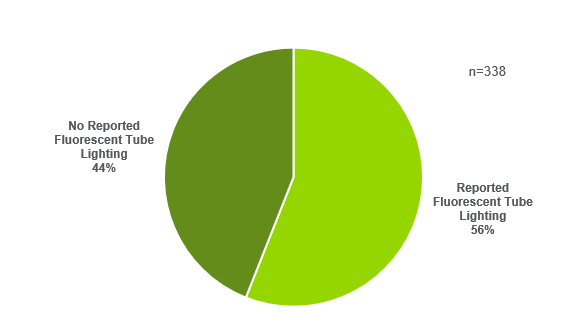 n=338
No Reported
Fluorescent Tube
Lighting
44%
Reported
Fluorescent Tube
Lighting
56%